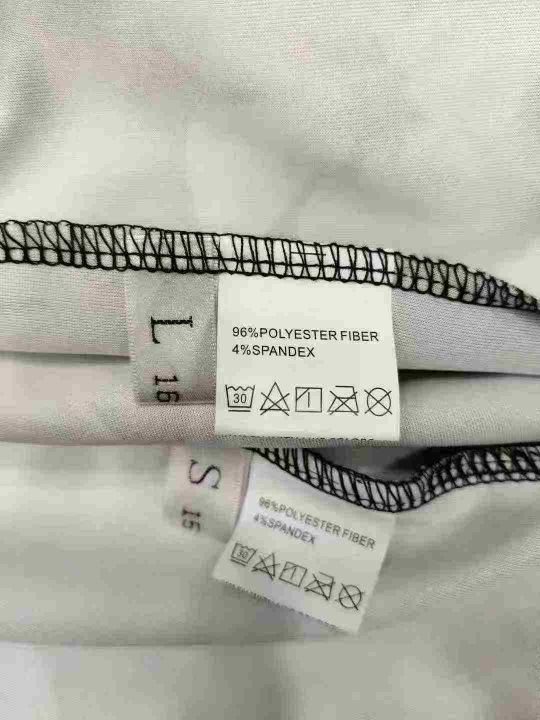 L
16
96%POLYESTER FIBER
4%SPANDEX
30
S
15
96%POLYESTER FIBER
4%SPANDEX
30